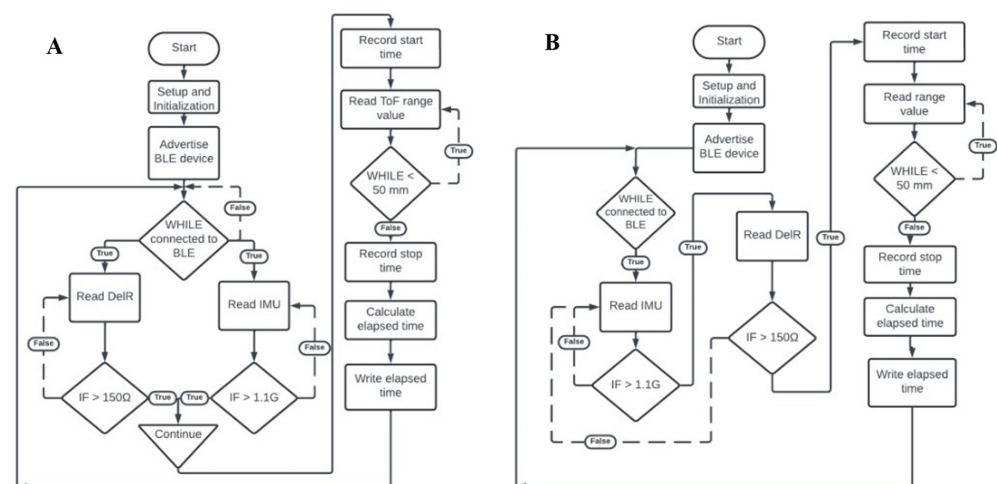 A
Start
Setup and
Initialization
Advertise
BLE device
False
WHILE
connected to
BLE
True
True
Read DelR
Read IMU
False
False
IF > 150Ω
True
True
IF > 1.1G
Continue
Record start
time
Read ToF range
value
True
WHILE <
50 mm
False
Record stop
time
Calculate
elapsed time
Write elapsed
time
B
Start
Setup and
Initialization
Advertise
BLE device
WHILE
connected to
BLE
True
Read IMU
False
IF > 1.1G
True
Read DelR
IF > 150Ω
False
True
Record start
time
Read range
value
True
WHILE <
50 mm
False
Record stop
time
Calculate
elapsed time
Write elapsed
time